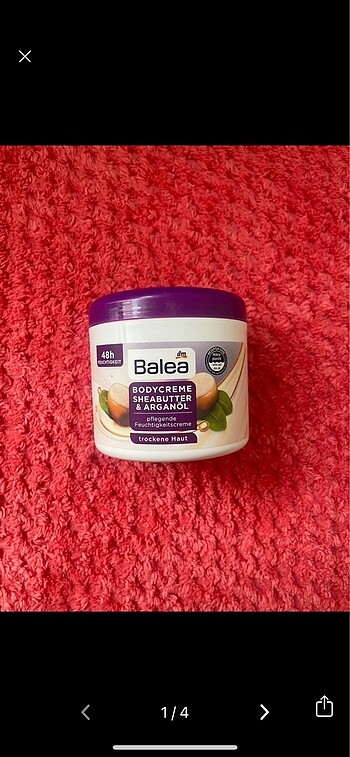 48h
FEUCHTIGKEIT
dm
Balea
BODYCREME
SHEABUTTER
& ARGANÖL
pflegende
Feuchtigkeitscreme
trockene Haut
1/4